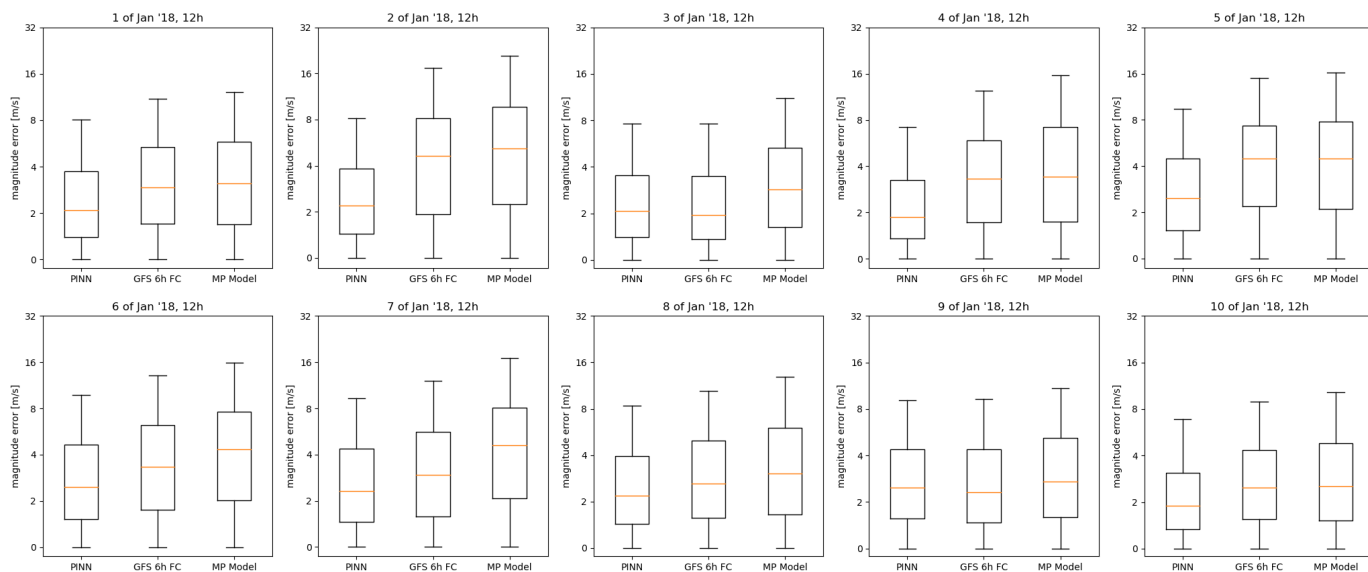 1 of Jan '18, 12h
magnitude error [m/s]
32
16
8
4
2
0
PINN GFS 6h FC MP Model
2 of Jan '18, 12h
magnitude error [m/s]
32
16
8
4
2
0
PINN GFS 6h FC MP Model
3 of Jan '18, 12h
magnitude error [m/s]
32
16
8
4
2
0
PINN GFS 6h FC MP Model
4 of Jan '18, 12h
magnitude error [m/s]
32
16
8
4
2
0
PINN GFS 6h FC MP Model
5 of Jan '18, 12h
magnitude error [m/s]
32
16
8
4
2
0
PINN GFS 6h FC MP Model
6 of Jan '18, 12h
magnitude error [m/s]
32
16
8
4
2
0
PINN GFS 6h FC MP Model
7 of Jan '18, 12h
magnitude error [m/s]
32
16
8
4
2
0
PINN GFS 6h FC MP Model
8 of Jan '18, 12h
magnitude error [m/s]
32
16
8
4
2
0
PINN GFS 6h FC MP Model
9 of Jan '18, 12h
magnitude error [m/s]
32
16
8
4
2
0
PINN GFS 6h FC MP Model
10 of Jan '18, 12h
magnitude error [m/s]
32
16
8
4
2
0
PINN GFS 6h FC MP Model